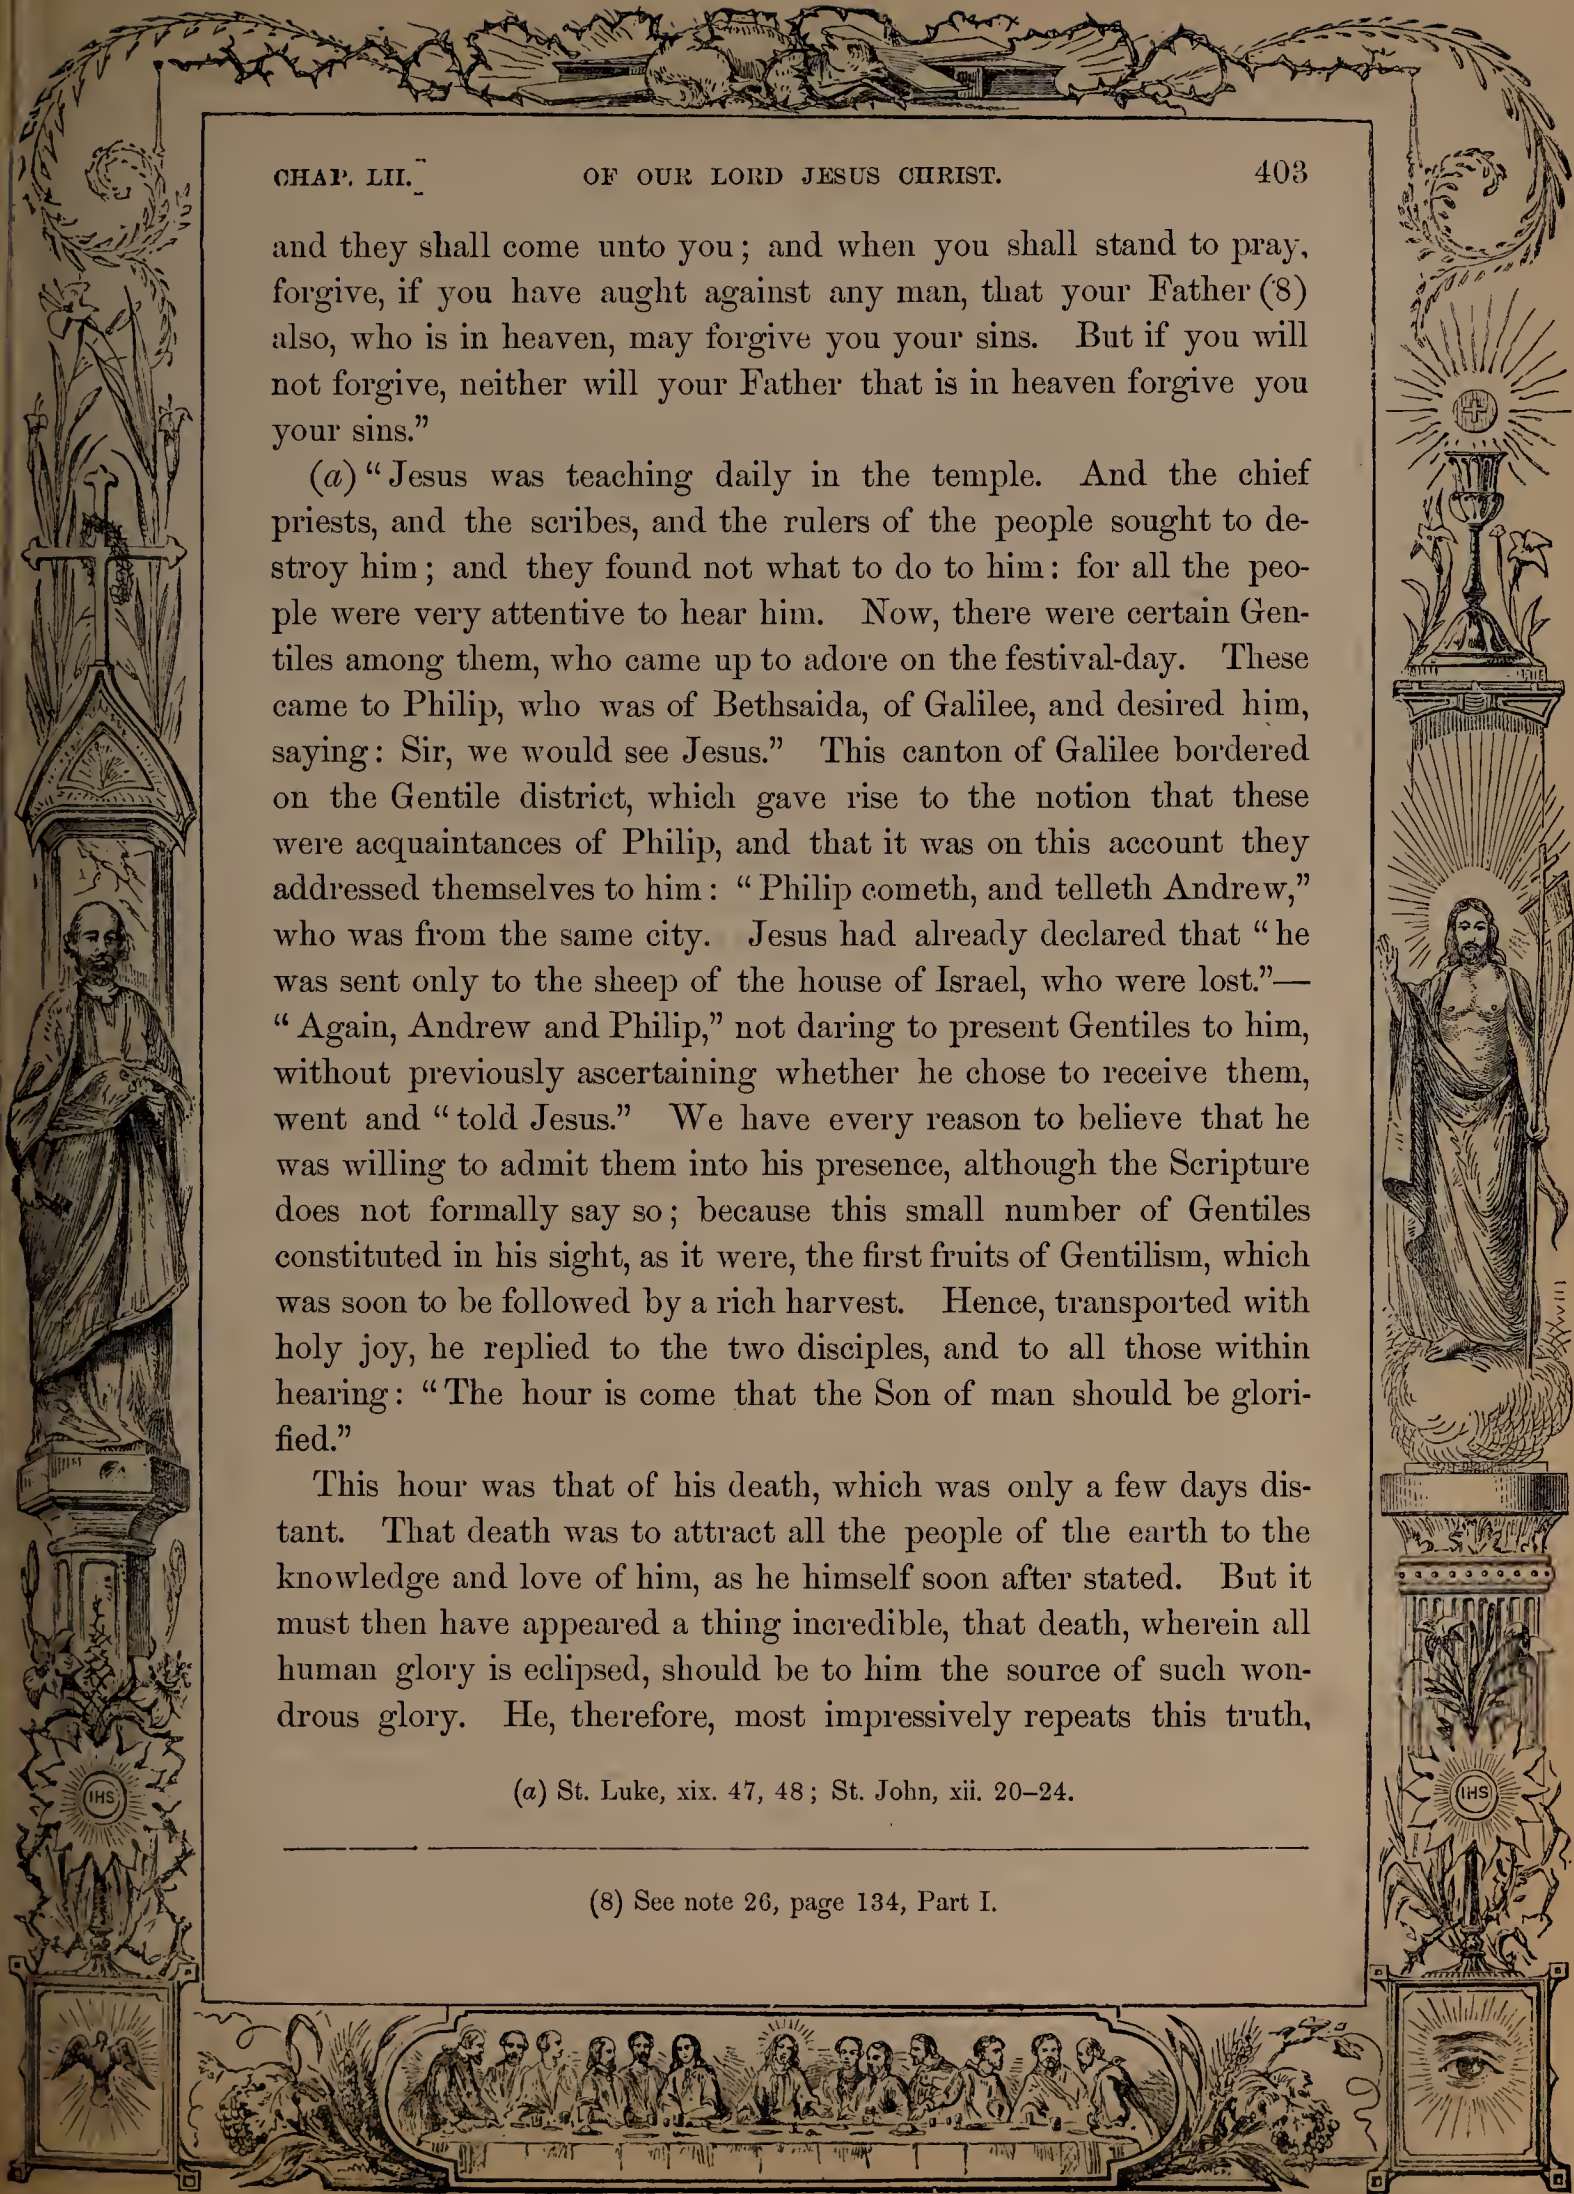 CHAP. LII.] OF OUR LORD JESUS CHRIST. 403
and they shall come unto you; and when you shall stand to pray,
forgive, if you have aught against any man, that your Father (8)
also, who is in heaven, may forgive you your sins. But if you will
not forgive, neither will your Father that is in heaven forgive you
your sins.”
(a) “Jesus was teaching daily in the temple. And the chief
priests, and the scribes, and the rulers of the people sought to de-
stroy him; and they found not what to do to him: for all the peo-
ple were very attentive to hear him. Now, there were certain Gen-
tiles among them, who came up to adore on the festival-day. These
came to Philip, who was of Bethsaida, of Galilee, and desired him,
saying: Sir, we would see Jesus.” This canton of Galilee bordered
on the Gentile district, which gave rise to the notion that these
were acquaintances of Philip, and that it was on this account they
addressed themselves to him: “Philip cometh, and telleth Andrew,”
who was from the same city. Jesus had already declared that “he
was sent only to the sheep of the house of Israel, who were lost.”—
“Again, Andrew and Philip,” not daring to present Gentiles to him,
without previously ascertaining whether he chose to receive them,
went and “told Jesus.” We have every reason to believe that he
was willing to admit them into his presence, although the Scripture
does not formally say so; because this small number of Gentiles
constituted in his sight, as it were, the first fruits of Gentilism, which
was soon to be followed by a rich harvest. Hence, transported with
holy joy, he replied to the two disciples, and to all those within
hearing: “The hour is come that the Son of man should be glori-
fied.”
This hour was that of his death, which was only a few days dis-
tant. That death was to attract all the people of the earth to the
knowledge and love of him, as he himself soon after stated. But it
must then have appeared a thing incredible, that death, wherein all
human glory is eclipsed, should be to him the source of such won-
drous glory. He, therefore, most impressively repeats this truth,
(a) St. Luke, xix. 47, 48; St. John, xii. 20–24.
(8) See note 26, page 134, Part I.
IHS
IHS